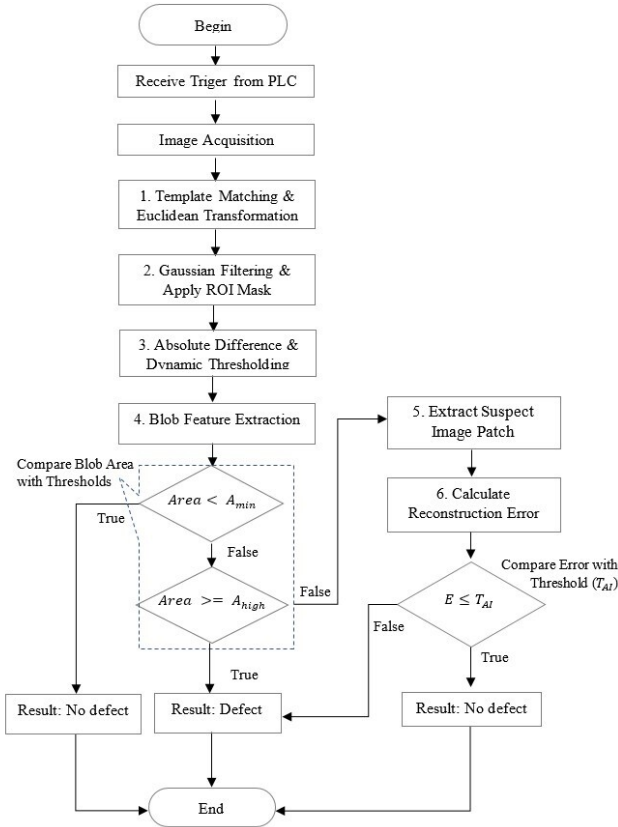 Begin
Receive Triger from PLC
Image Acquisition
1. Template Matching &
Euclidean Transformation
2. Gaussian Filtering &
Apply ROI Mask
3. Absolute Difference &
Dynamic Thresholding
4. Blob Feature Extraction
5. Extract Suspect
Image Patch
Compare Blob Area
with Thresholds
Area < A_min
True
False
6. Calculate
Reconstruction Error
Area >= A_high
False
True
Compare Error with
Threshold (T_AI)
E ≤ T_AI
False
True
Result: No defect
Result: Defect
Result: No defect
End